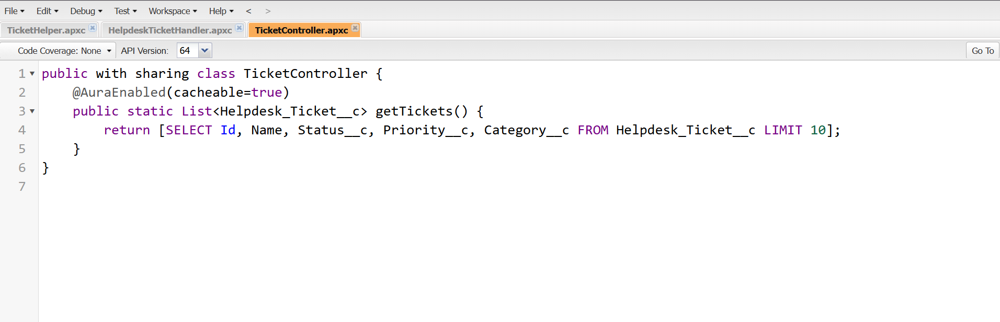 File Edit Debug Test Workspace Help < >
TicketHelper.apxc HelpdeskTicketHandler.apxc TicketController.apxc
Code Coverage: None API Version: 64 Go To
1 public with sharing class TicketController {
2 @AuraEnabled(cacheable=true)
3 public static List<Helpdesk_Ticket__c> getTickets() {
4 return [SELECT Id, Name, Status__c, Priority__c, Category__c FROM Helpdesk_Ticket__c LIMIT 10];
5 }
6 }
7